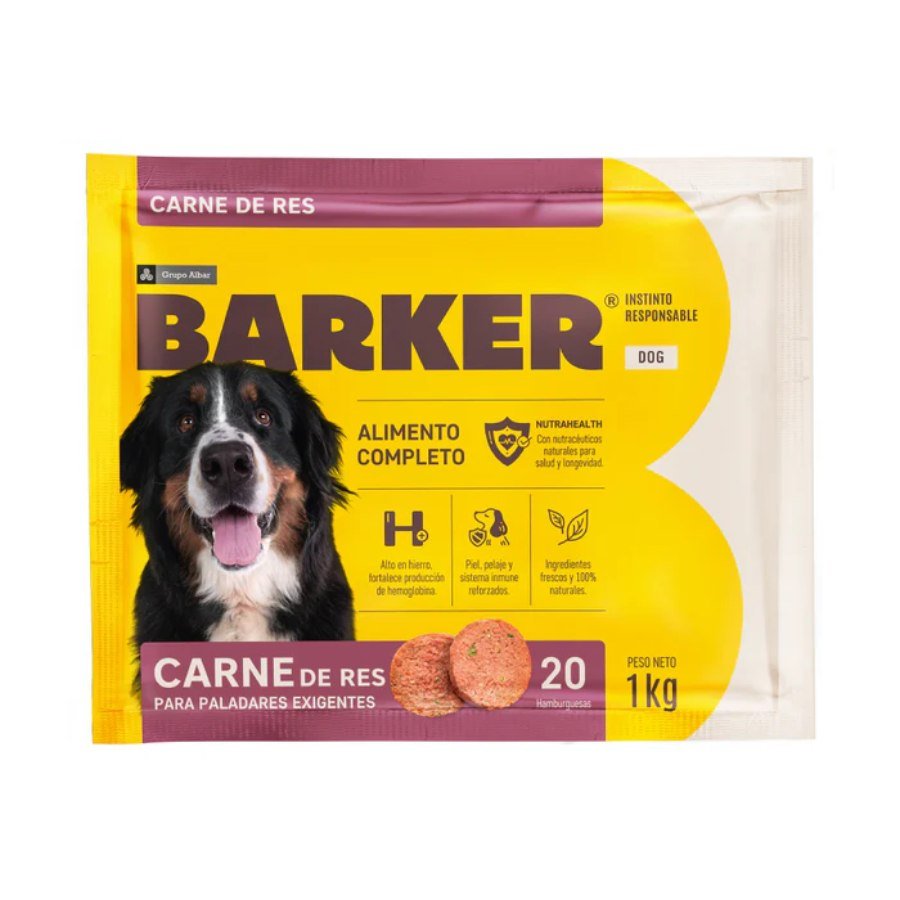 CARNE DE RES
Grupo Albar
BARKER®
INSTINTO
RESPONSABLE
DOG
ALIMENTO
COMPLETO
NUTRAHEALTH
Con nutracéuticos
naturales para
salud y longevidad.
Alto en hierro,
fortalece producción
de hemoglobina.
Piel, pelaje y
sistema inmune
reforzados.
Ingredientes
frescos y 100%
naturales.
CARNE DE RES
PARA PALADARES EXIGENTES
20
Hamburguesas
PESO NETO
1kg